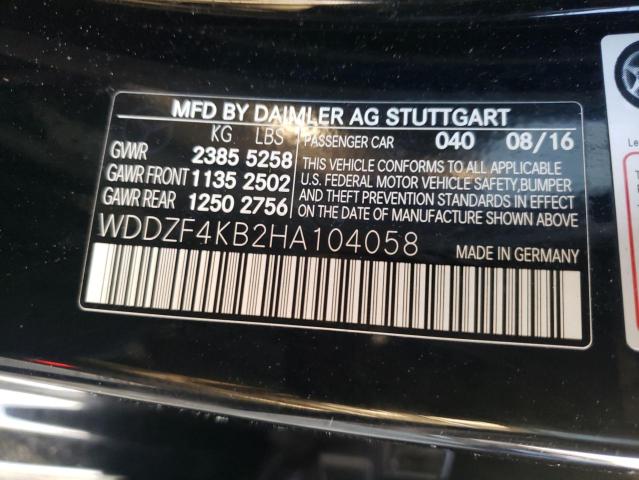 MFD BY DAIMLER AG STUTTGART
KG LBS PASSENGER CAR 040 08/16
GVWR 2385 5258 THIS VEHICLE CONFORMS TO ALL APPLICABLE
GAWR FRONT 1135 2502 U.S. FEDERAL MOTOR VEHICLE SAFETY, BUMPER
GAWR REAR 1250 2756 AND THEFT PREVENTION STANDARDS IN EFFECT
ON THE DATE OF MANUFACTURE SHOWN ABOVE
WDDZF4KB2HA104058 MADE IN GERMANY
Le